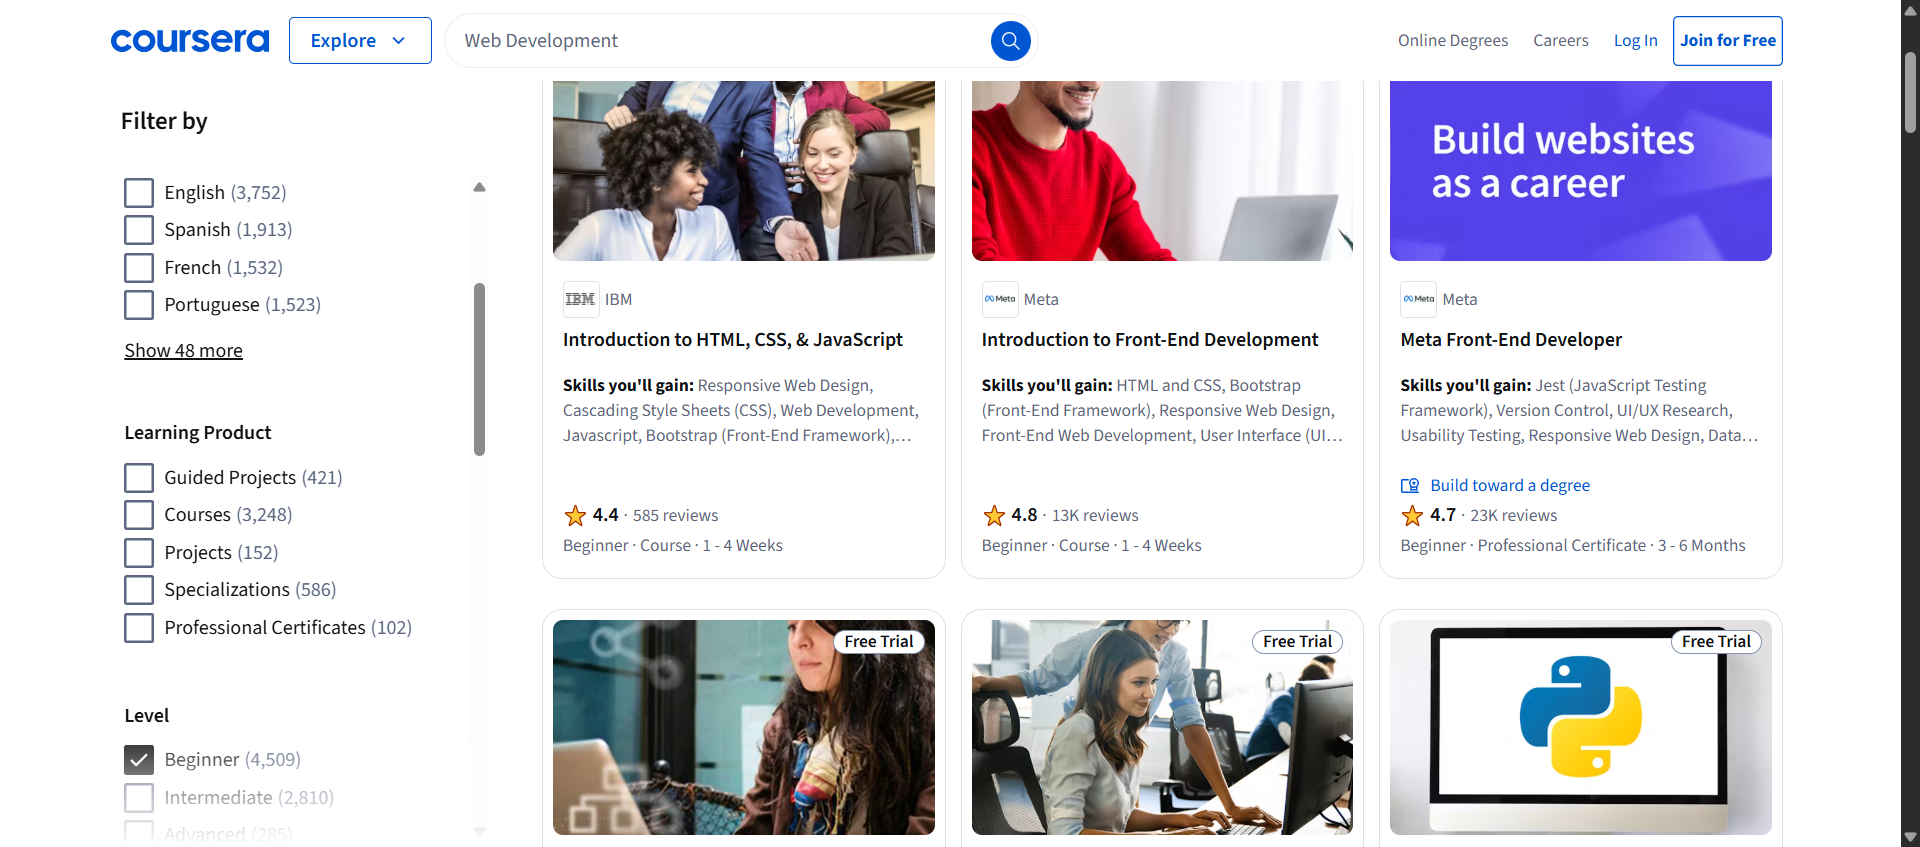 coursera
Explore
Web Development
Online Degrees
Careers
Log In
Join for Free
Filter by
English (3,752)
Spanish (1,913)
French (1,532)
Portuguese (1,523)
Show 48 more
Learning Product
Guided Projects (421)
Courses (3,248)
Projects (152)
Specializations (586)
Professional Certificates (102)
Level
Beginner (4,509)
Intermediate (2,810)
Advanced (285)
IBM IBM
Introduction to HTML, CSS, & JavaScript
Skills you'll gain: Responsive Web Design,
Cascading Style Sheets (CSS), Web Development,
Javascript, Bootstrap (Front-End Framework),…
4.4 · 585 reviews
Beginner · Course · 1 - 4 Weeks
Meta Meta
Introduction to Front-End Development
Skills you'll gain: HTML and CSS, Bootstrap
(Front-End Framework), Responsive Web Design,
Front-End Web Development, User Interface (UI…
4.8 · 13K reviews
Beginner · Course · 1 - 4 Weeks
Build websites
as a career
Meta Meta
Meta Front-End Developer
Skills you'll gain: Jest (JavaScript Testing
Framework), Version Control, UI/UX Research,
Usability Testing, Responsive Web Design, Data…
Build toward a degree
4.7 · 23K reviews
Beginner · Professional Certificate · 3 - 6 Months
Free Trial
Free Trial
Free Trial